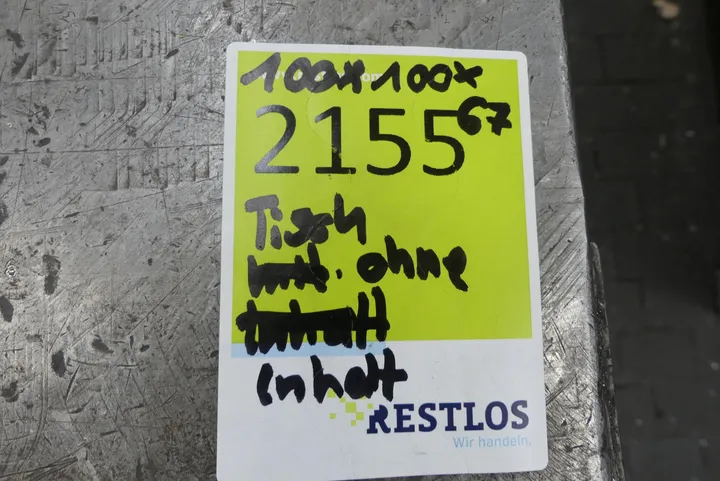 100x100x
67
2155
Tisch
ohne
Inhalt
RESTLOS
Wir handeln.